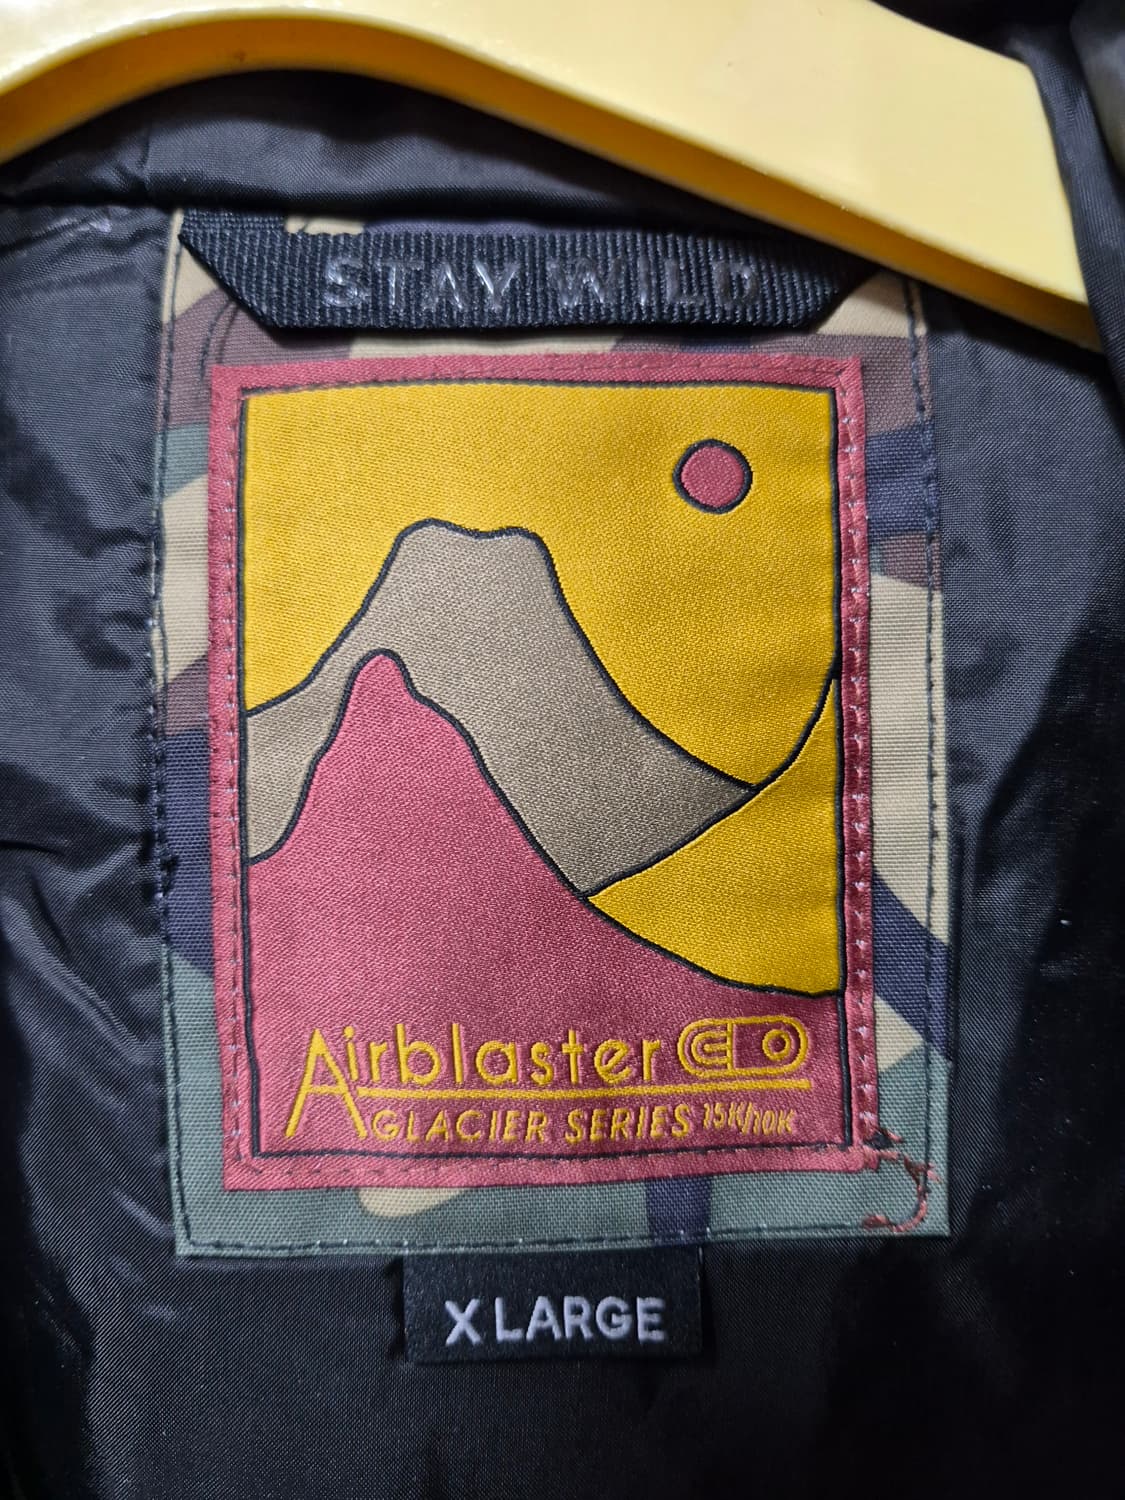 STAY WILD
Airblaster
GLACIER SERIES 15K/10K
X LARGE